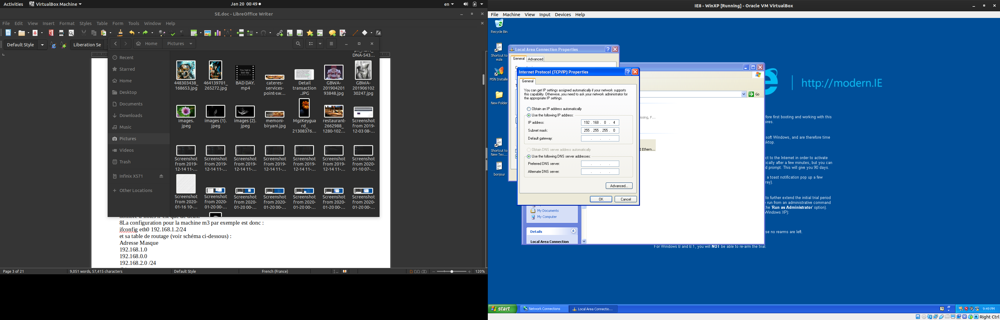 Activities
VirtualBox Machine
Jan 20 00:49
en
SE.doc - LibreOffice Writer
File Edit View Insert Format Styles Table Form Tools Window Help
Default Style
Liberation Se
Home
Pictures
Recent
Starred
Home
Desktop
Documents
Downloads
Music
Pictures
Videos
Trash
Infinix X571
+ Other Locations
DNA-543...
448303438_
168653.jpg
464139701_
265272.jpg
You had a
bad day
BAD DAY.
mp4
cateres-
services-
point-sw...
Detail
transaction
.JPG
GBWA-
201904201
93848.jpg
GBWA-
201906102
30247.jpg
images.
jpeg
images (1).
jpeg
images (2).
jpeg
memoni-
biryani.jpg
MgzKeygua
rd_
21308376...
restaurant-
2662988_
1280-102...
Screenshot
from 2019-
12-03 08-...
Screenshot
from 2019-
12-14 11-...
Screenshot
from 2019-
12-14 11-...
Screenshot
from 2019-
12-14 11-...
Screenshot
from 2019-
12-14 11-...
Screenshot
from 2019-
12-14 11-...
Screenshot
from 2019-
12-14 11-...
Screenshot
from 2020-
01-10 07-...
Screenshot
from 2020-
01-16 10-...
Screenshot
from 2020-
01-20 00-...
Screenshot
from 2020-
01-20 00-...
Screenshot
from 2020-
01-20 00-...
Screenshot
from 2020-
01-20 00-...
Screenshot
from 2020-
01-20 00-...
Screenshot
from 2020-
01-20 00-...
8La configuration pour la machine m3 par exemple est donc :
ifconfig eth0 192.168.1.2/24
et sa table de routage (voir schéma ci-dessous) :
Adresse Masque
192.168.1.0
192.168.0.0
192.168.2.0 /24
Page 3 of 21
9,051 words, 57,415 characters
Default Style
French (France)
120%
IE8 - WinXP [Running] - Oracle VM VirtualBox
File Machine View Input Devices Help
Recycle Bin
Shortcut to
eula
MSN Installe
New Folder
Shortcut to
New Tex...
bonjour
Local Area Connection Properties
General
Advanced
Internet Protocol (TCP/IP) Properties
General
You can get IP settings assigned automatically if your network supports
this capability. Otherwise, you need to ask your network administrator for
the appropriate IP settings.
Obtain an IP address automatically
Use the following IP address:
IP address:
192 . 168 . 0 . 4
Subnet mask:
255 . 255 . 255 . 0
Default gateway:
. . .
Obtain DNS server address automatically
Use the following DNS server addresses:
Preferred DNS server:
. . .
Alternate DNS server:
. . .
Advanced...
OK
Cancel
Go
ssing, F...
I Ethern...
My Documents
My Computer
Details
Local Area Connection
http://modern.IE
fore first booting and working with this
pires.
soft Windows, and are therefore time
sktop.
ct to the Internet in order to activate
ically after a few minutes, but you can
d prompt. This will give you 90 days.
a toast notification pop up a few
ray).
to further extend the initial trial period
run from an administrative command
the 'Run as Administrator' option).
Windows XP):
se no rearms are left.
For Windows 8 and 8.1, you will NOT be able to re-arm the trial.
start
Network Connections
Local Area Connectio...
9:49 PM
Right Ctrl